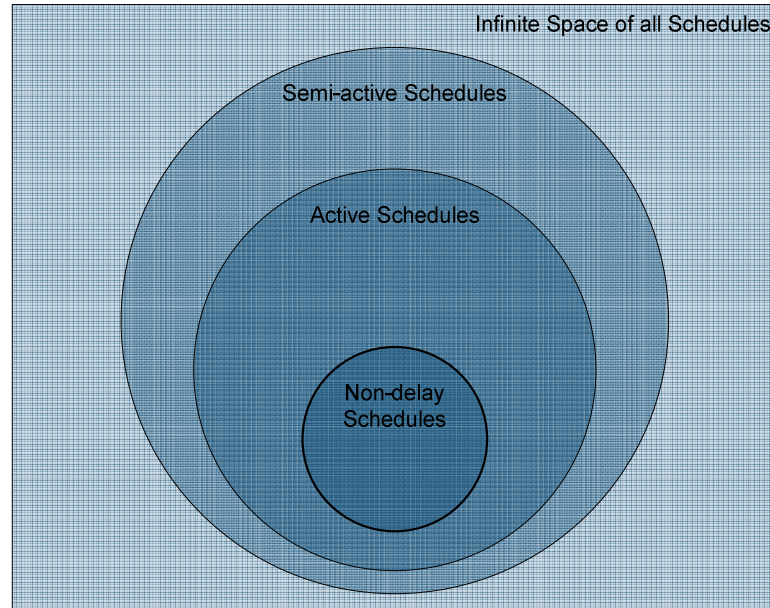 Infinite Space of all Schedules
Semi-active Schedules
Active Schedules
Non-delay
Schedules